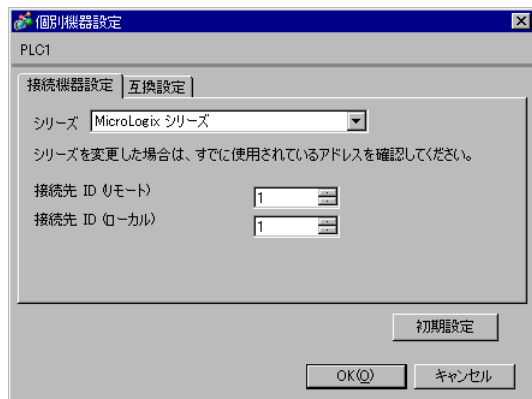 個別機器設定
PLC1
接続機器設定 互換設定
シリーズ MicroLogix シリーズ
シリーズを変更した場合は、すでに使用されているアドレスを確認してください。
接続先 ID (リモート) 1
接続先 ID (ローカル) 1
初期設定
OK(O) キャンセル